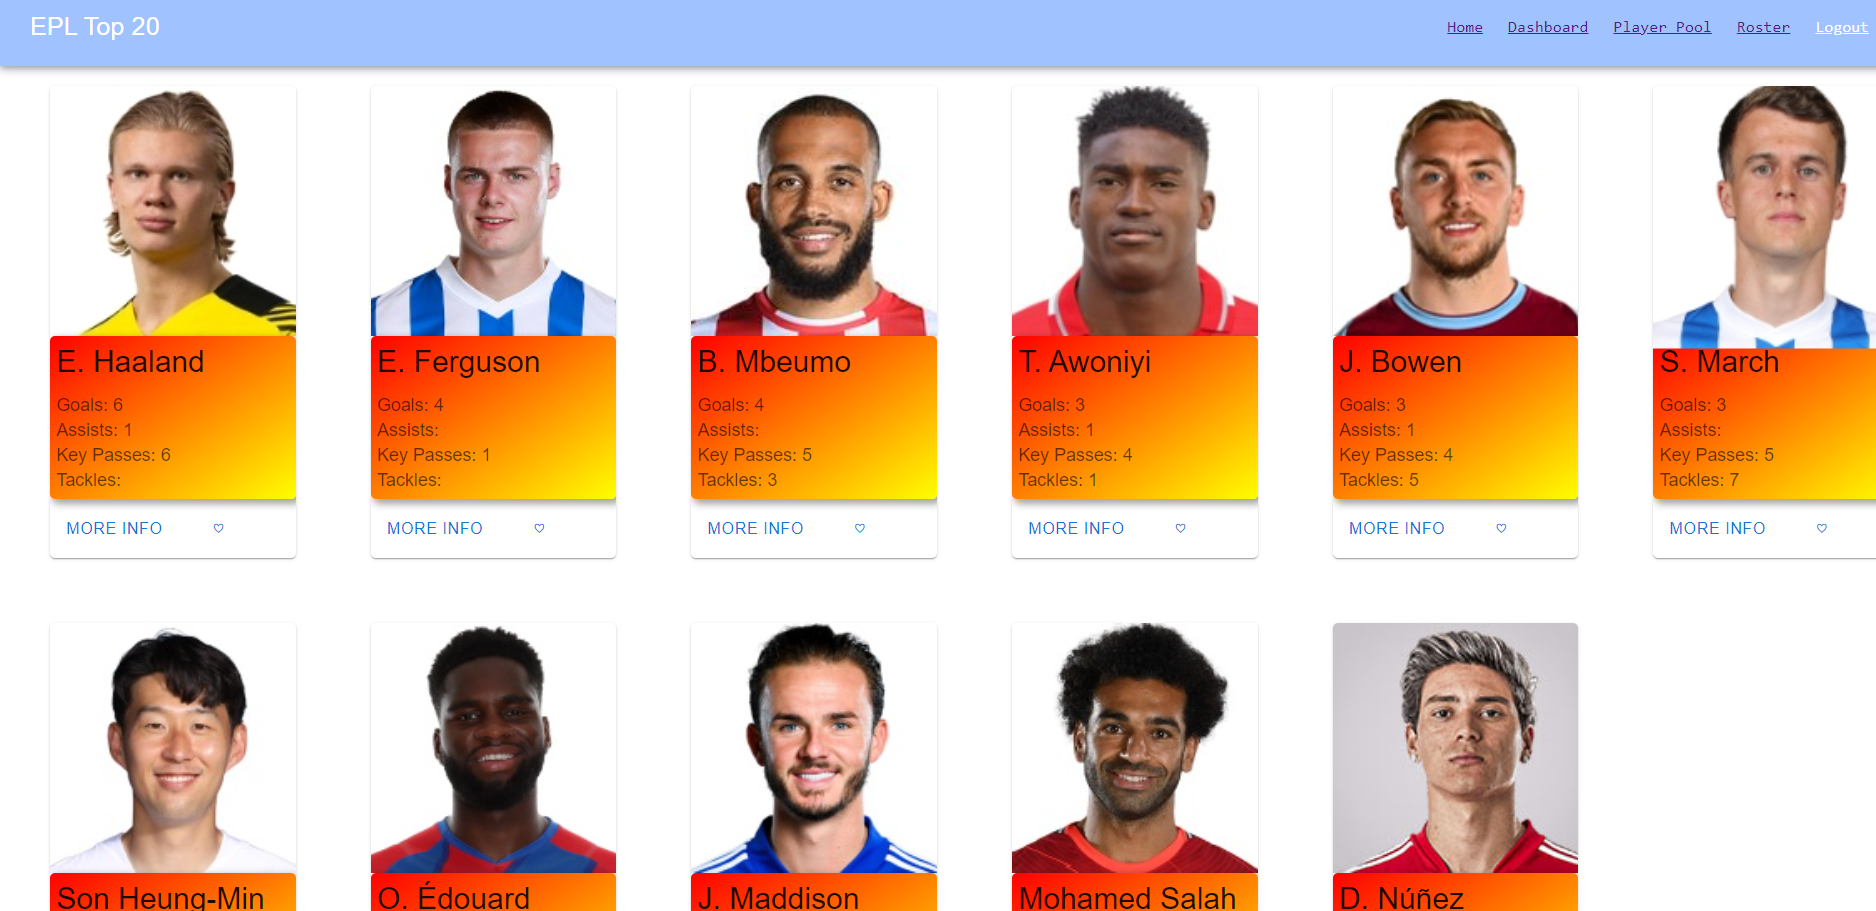 EPL Top 20
Home Dashboard Player Pool Roster Logout
E. Haaland
Goals: 6
Assists: 1
Key Passes: 6
Tackles:
MORE INFO ♡
E. Ferguson
Goals: 4
Assists:
Key Passes: 1
Tackles:
MORE INFO ♡
B. Mbeumo
Goals: 4
Assists:
Key Passes: 5
Tackles: 3
MORE INFO ♡
T. Awoniyi
Goals: 3
Assists: 1
Key Passes: 4
Tackles: 1
MORE INFO ♡
J. Bowen
Goals: 3
Assists: 1
Key Passes: 4
Tackles: 5
MORE INFO ♡
S. March
Goals: 3
Assists:
Key Passes: 5
Tackles: 7
MORE INFO ♡
Son Heung-Min
O. Édouard
J. Maddison
Mohamed Salah
D. Núñez